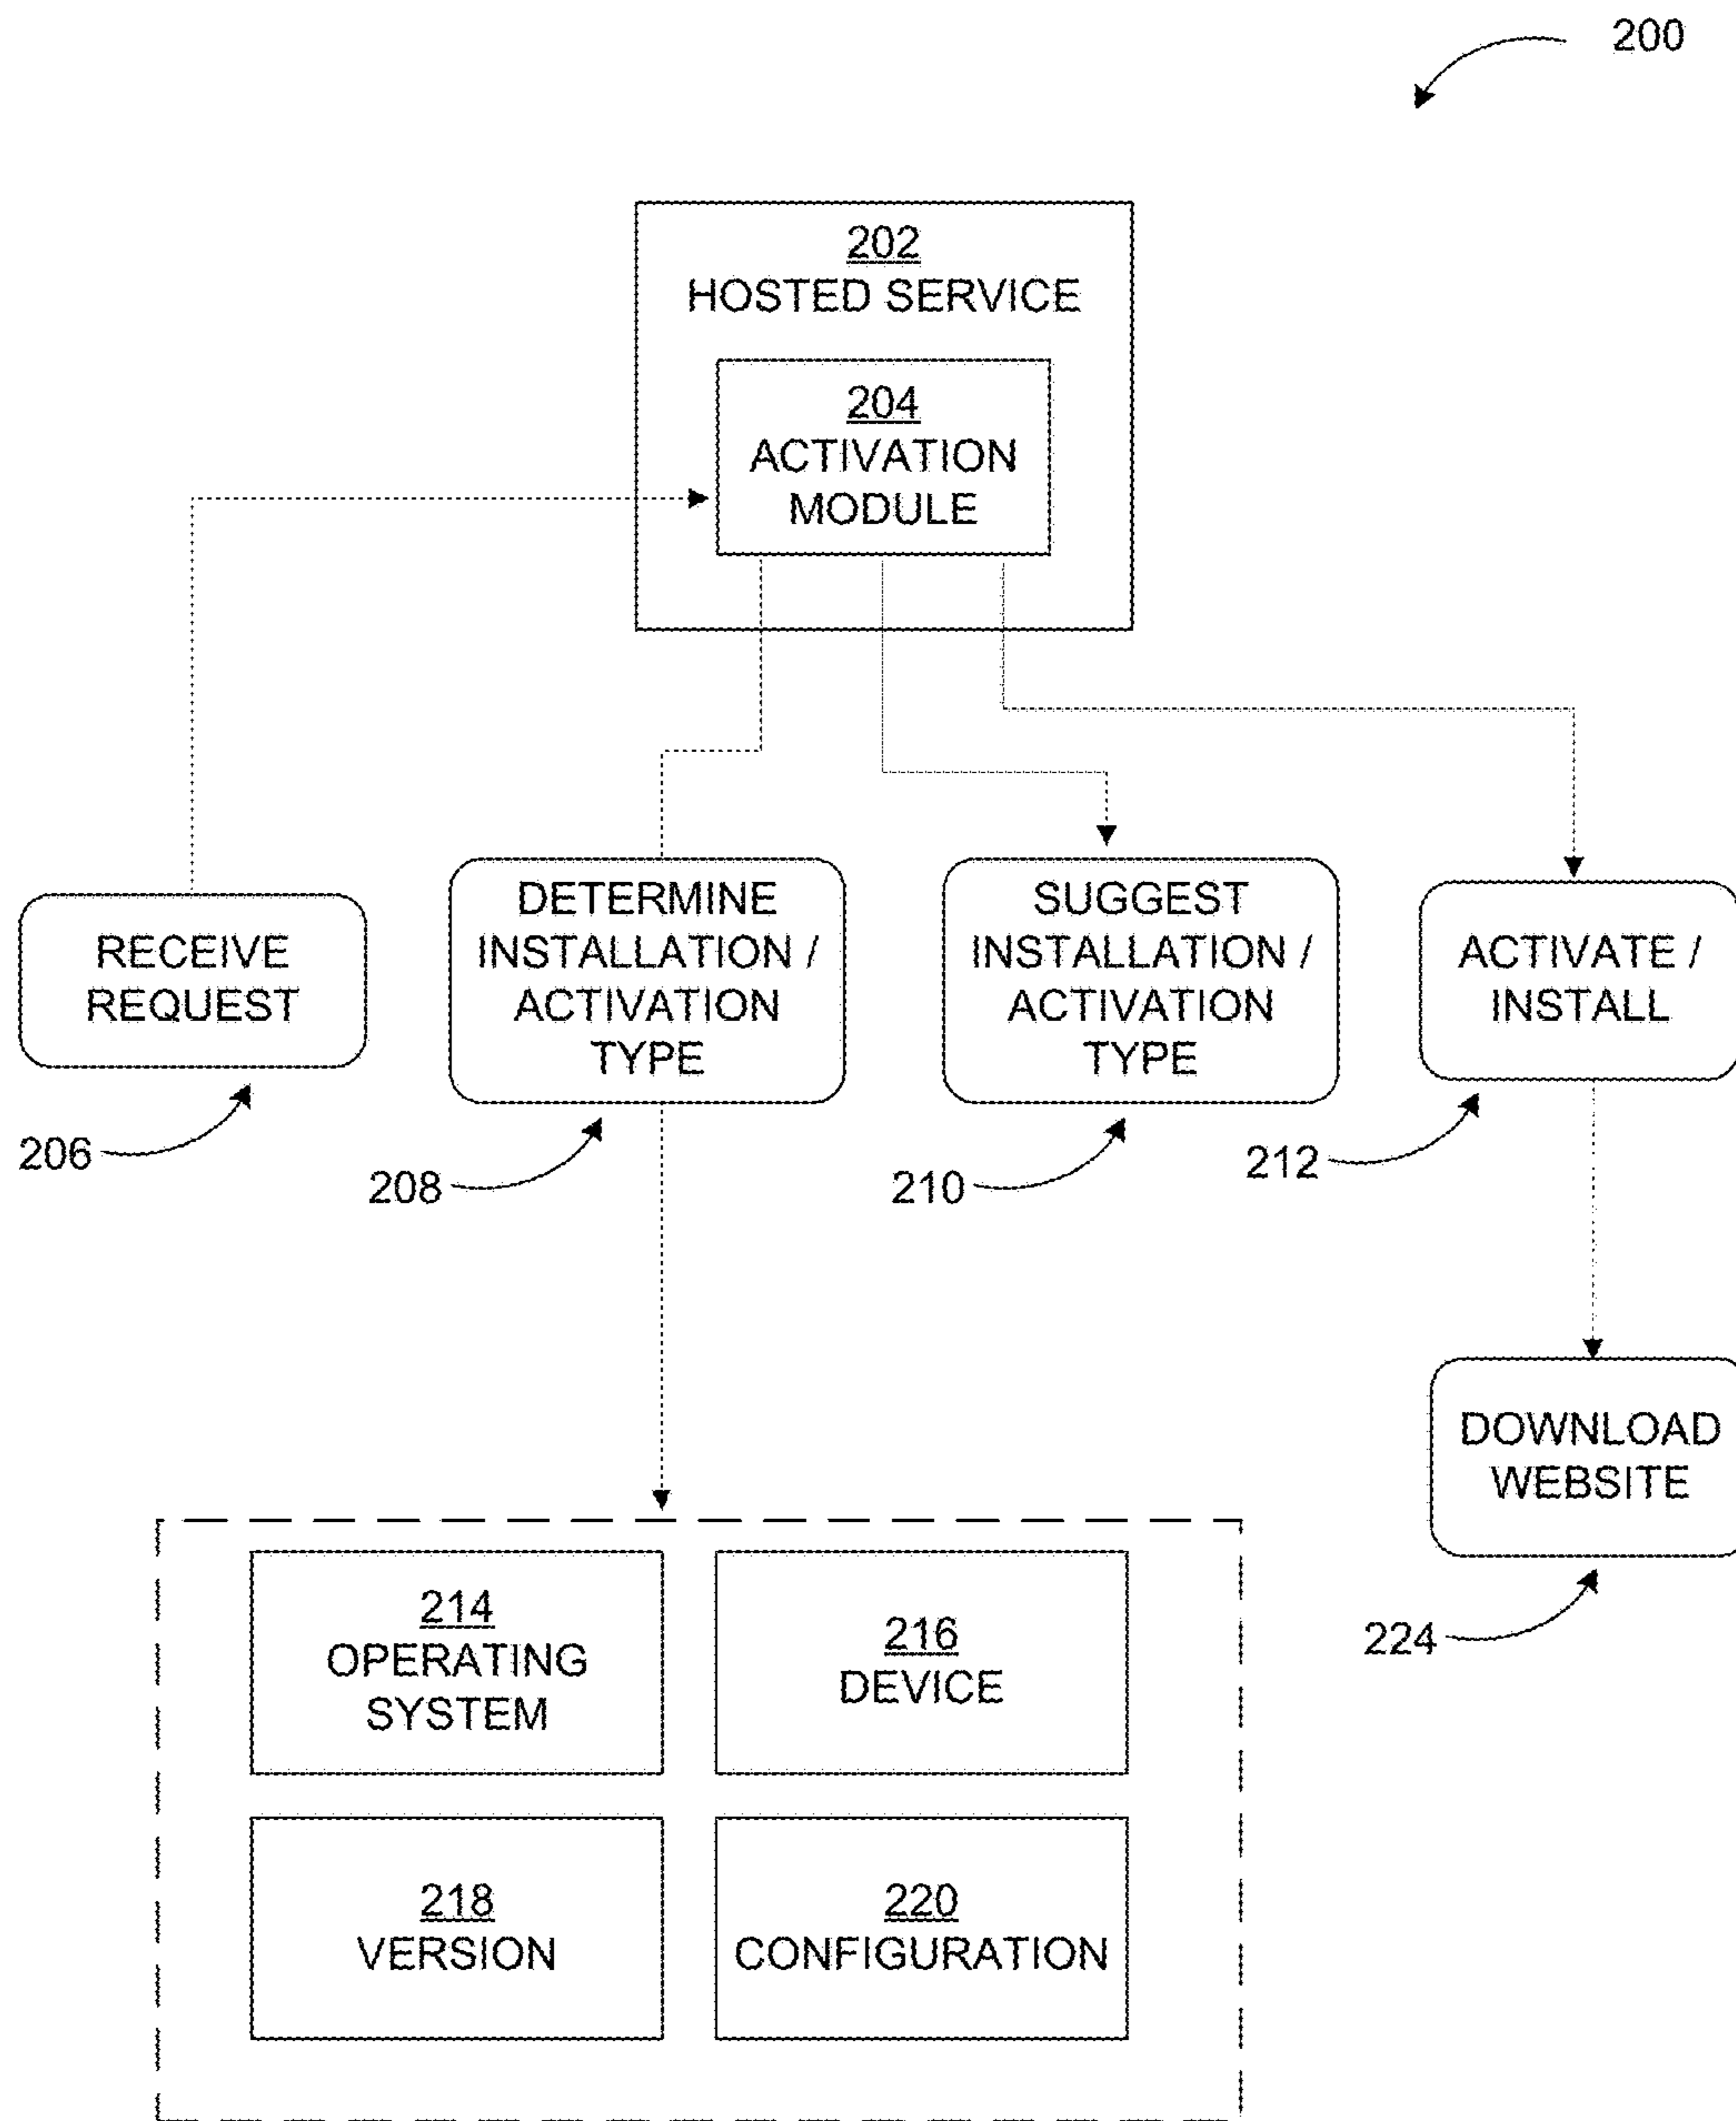 200
202
HOSTED SERVICE
204
ACTIVATION
MODULE
RECEIVE
REQUEST
206
DETERMINE
INSTALLATION /
ACTIVATION
TYPE
208
SUGGEST
INSTALLATION /
ACTIVATION
TYPE
210
ACTIVATE /
INSTALL
212
214
OPERATING
SYSTEM
216
DEVICE
218
VERSION
220
CONFIGURATION
DOWNLOAD
WEBSITE
224